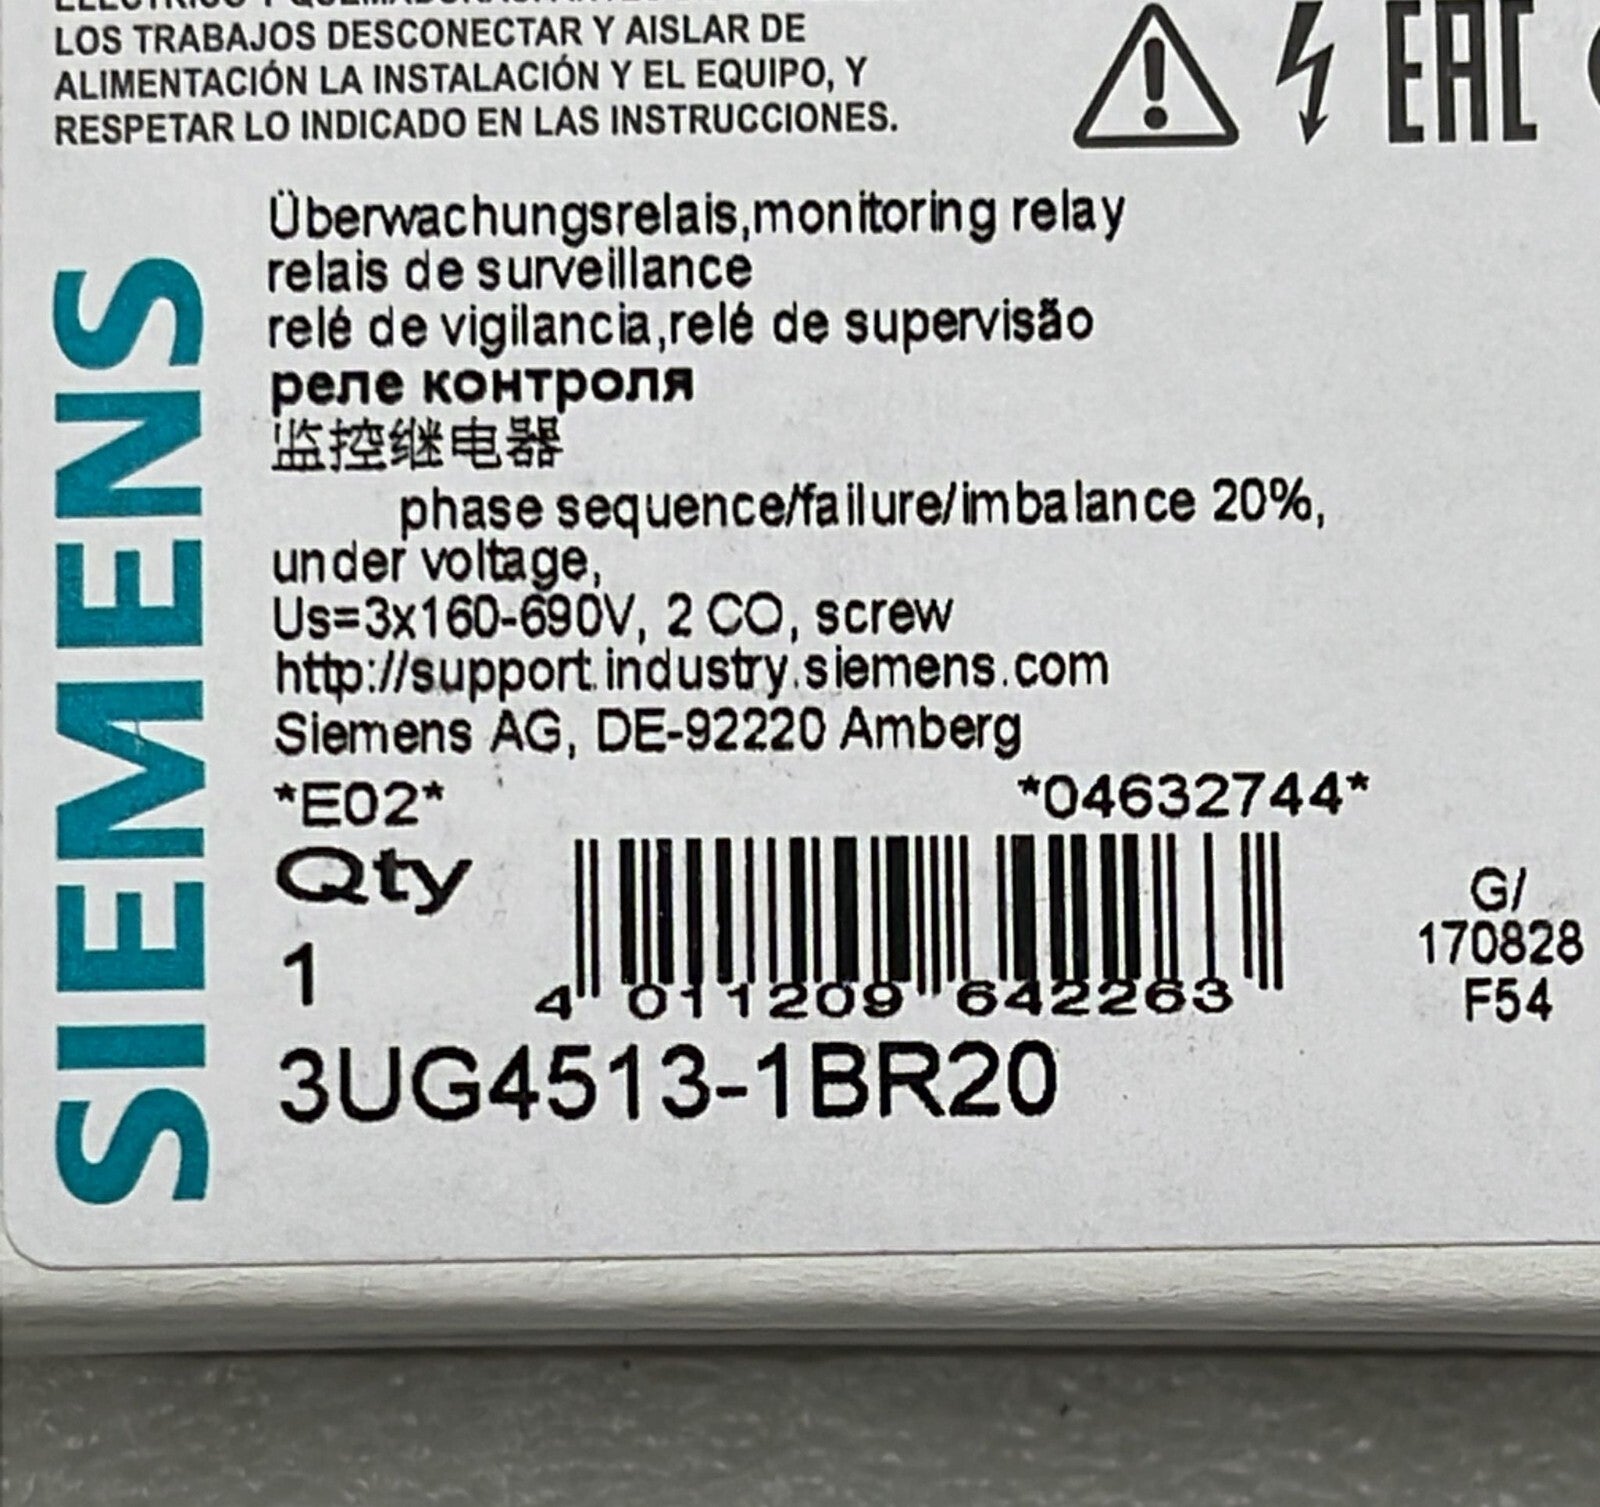 LOS TRABAJOS DESCONECTAR Y AISLAR DE
ALIMENTACIÓN LA INSTALACIÓN Y EL EQUIPO, Y
RESPETAR LO INDICADO EN LAS INSTRUCCIONES.
EAC
SIEMENS
Überwachungsrelais,monitoring relay
relais de surveillance
relé de vigilancia,relé de supervisão
реле контроля
监控继电器
phase sequence/failure/imbalance 20%,
under voltage,
Us=3x160-690V, 2 CO, screw
http://support.industry.siemens.com
Siemens AG, DE-92220 Amberg
*E02* *04632744*
Qty
1
4 011209 642263
G/
170828
F54
3UG4513-1BR20